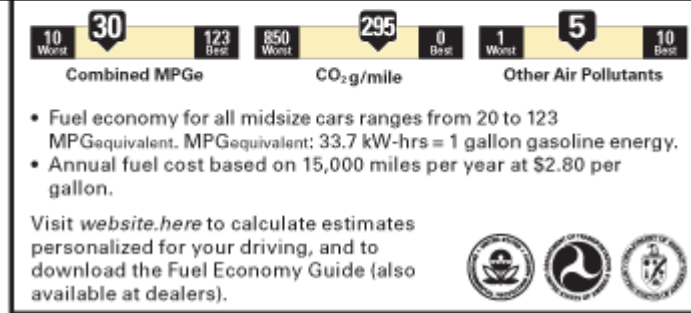 30
10
Worst
123
Best
Combined MPGe
295
850
Worst
0
Best
CO₂g/mile
5
1
Worst
10
Best
Other Air Pollutants
• Fuel economy for all midsize cars ranges from 20 to 123
MPGequivalent. MPGequivalent: 33.7 kW-hrs = 1 gallon gasoline energy.
• Annual fuel cost based on 15,000 miles per year at $2.80 per
gallon.
Visit website.here to calculate estimates
personalized for your driving, and to
download the Fuel Economy Guide (also
available at dealers).